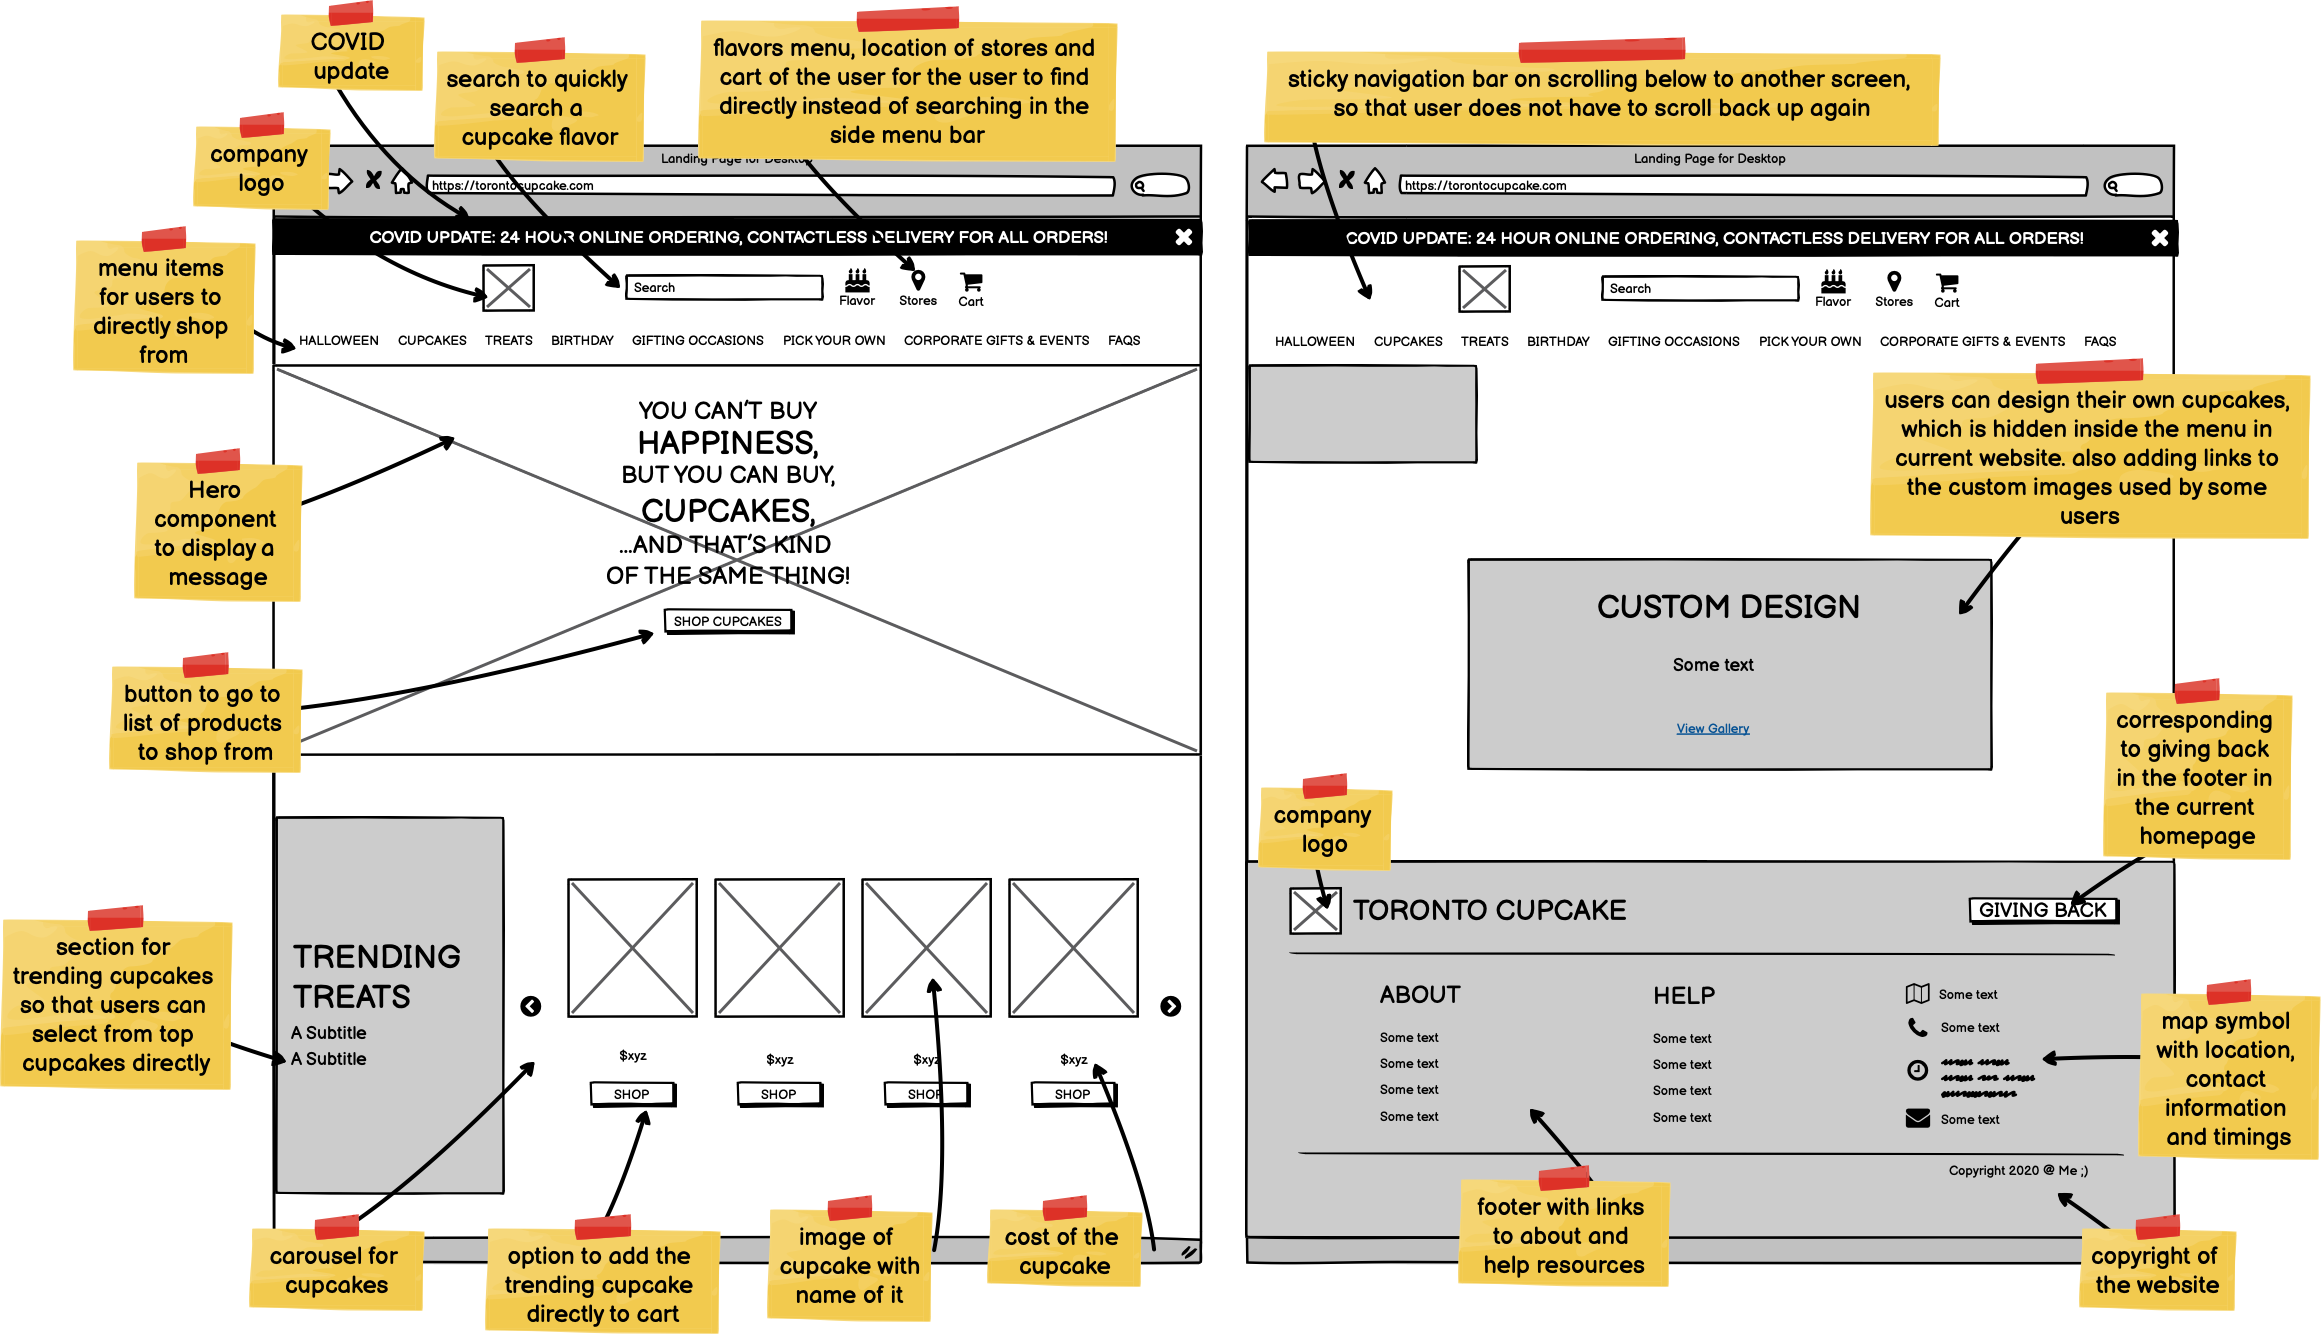 COVID
update
search to quickly
search a
cupcake flavor
flavors menu, location of stores and
cart of the user for the user to find
directly instead of searching in the
side menu bar
company
logo
menu items
for users to
directly shop
from
Hero
component
to display a
message
button to go to
list of products
to shop from
section for
trending cupcakes
so that users can
select from top
cupcakes directly
Landing Page for Desktop
https://torontocupcake.com
COVID UPDATE: 24 HOUR ONLINE ORDERING, CONTACTLESS DELIVERY FOR ALL ORDERS!
Search
Flavor
Stores
Cart
HALLOWEEN CUPCAKES TREATS BIRTHDAY GIFTING OCCASIONS PICK YOUR OWN CORPORATE GIFTS & EVENTS FAQS
YOU CAN'T BUY
HAPPINESS,
BUT YOU CAN BUY,
CUPCAKES,
...AND THAT'S KIND
OF THE SAME THING!
SHOP CUPCAKES
TRENDING
TREATS
A Subtitle
A Subtitle
$xyz $xyz $xyz $xyz
SHOP SHOP SHOP SHOP
carousel for
cupcakes
option to add the
trending cupcake
directly to cart
image of
cupcake with
name of it
cost of the
cupcake
sticky navigation bar on scrolling below to another screen,
so that user does not have to scroll back up again
Landing Page for Desktop
https://torontocupcake.com
COVID UPDATE: 24 HOUR ONLINE ORDERING, CONTACTLESS DELIVERY FOR ALL ORDERS!
Search
Flavor
Stores
Cart
HALLOWEEN CUPCAKES TREATS BIRTHDAY GIFTING OCCASIONS PICK YOUR OWN CORPORATE GIFTS & EVENTS FAQS
users can design their own cupcakes,
which is hidden inside the menu in
current website. also adding links to
the custom images used by some
users
CUSTOM DESIGN
Some text
View Gallery
corresponding
to giving back
in the footer in
the current
homepage
company
logo
TORONTO CUPCAKE
GIVING BACK
ABOUT
Some text
Some text
Some text
Some text
HELP
Some text
Some text
Some text
Some text
Some text
Some text
Some text
map symbol
with location,
contact
information
and timings
Copyright 2020 @ Me ;)
footer with links
to about and
help resources
copyright of
the website